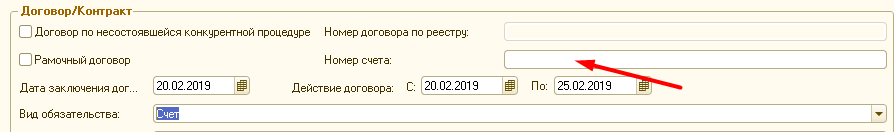 Договор/Контракт
Договор по несостоявшейся конкурентной процедуре Номер договора по реестру:
Рамочный договор Номер счета:
Дата заключения дог... 20.02.2019 Действие договора: С: 20.02.2019 По: 25.02.2019
Вид обязательства: Счет